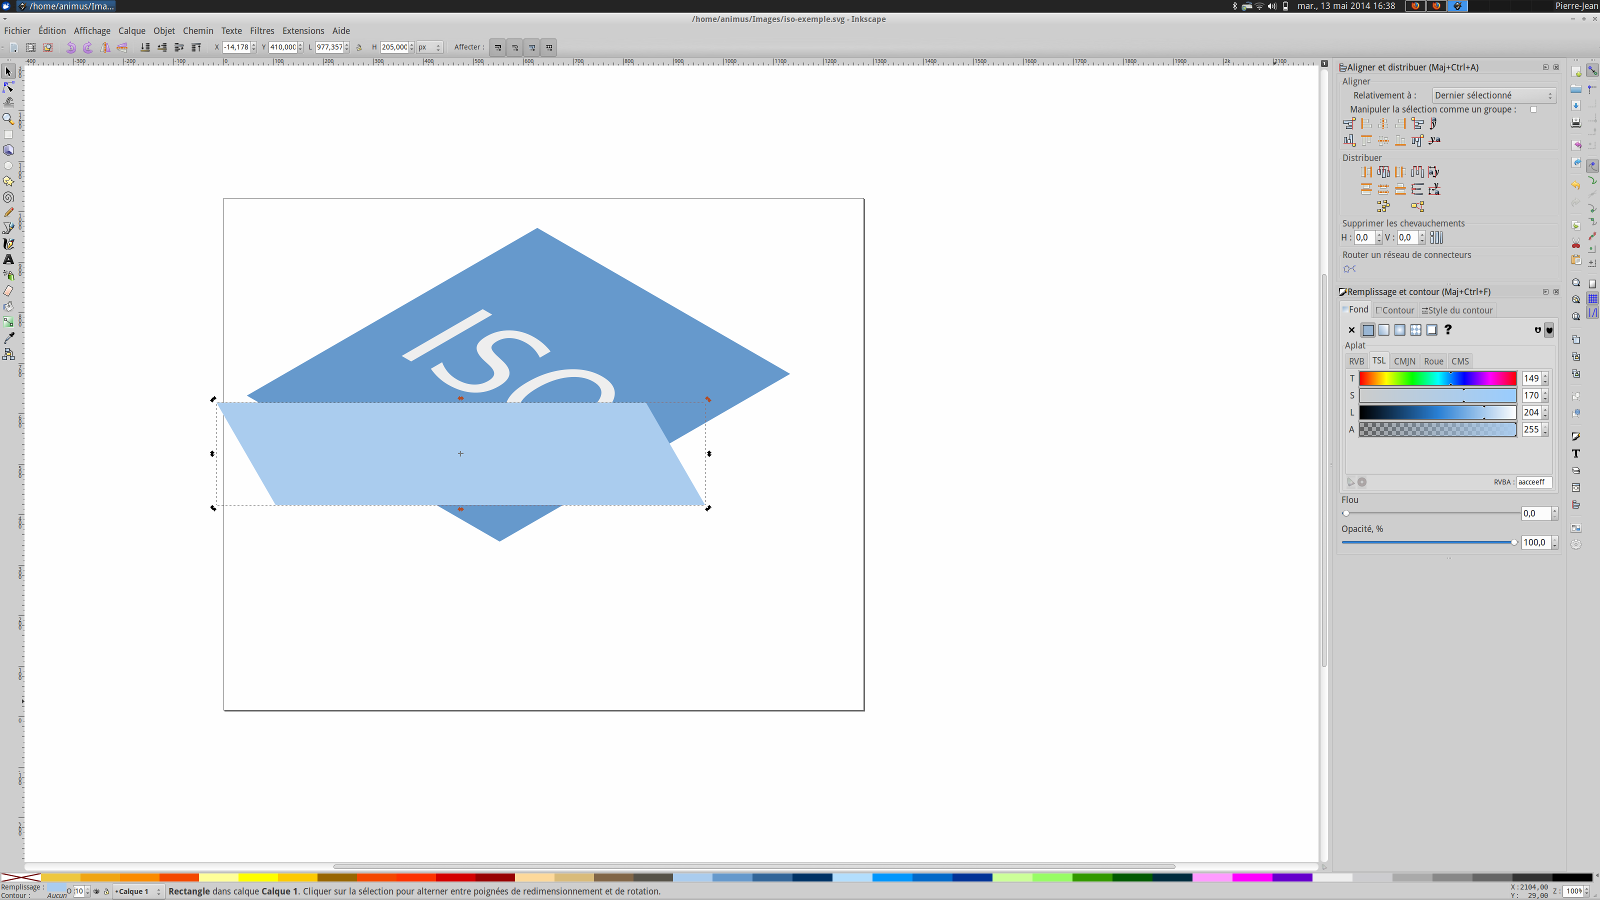 /home/animus/Ima...
mar., 13 mai 2014 16:38
Pierre-Jean
/home/animus/Images/iso-exemple.svg - Inkscape
Fichier Édition Affichage Calque Objet Chemin Texte Filtres Extensions Aide
X -14,178 Y 410,000 L 977,357 H 205,000 px Affecter :
Aligner et distribuer (Maj+Ctrl+A)
Aligner
Relativement à : Dernier sélectionné
Manipuler la sélection comme un groupe :
Distribuer
Supprimer les chevauchements
H : 0,0 V : 0,0
Router un réseau de connecteurs
Remplissage et contour (Maj+Ctrl+F)
Fond Contour Style du contour
Aplat
RVB TSL CMJN Roue CMS
T 149
S 170
L 204
A 255
RVBA : aacceeff
Flou
0,0
Opacité, %
100,0
ISO
Remplissage :
Contour : Aucun
O: 10
Calque 1
Rectangle dans calque Calque 1. Cliquer sur la sélection pour alterner entre poignées de redimensionnement et de rotation.
X: 2104,00
Y: 29,00
Z: 100%